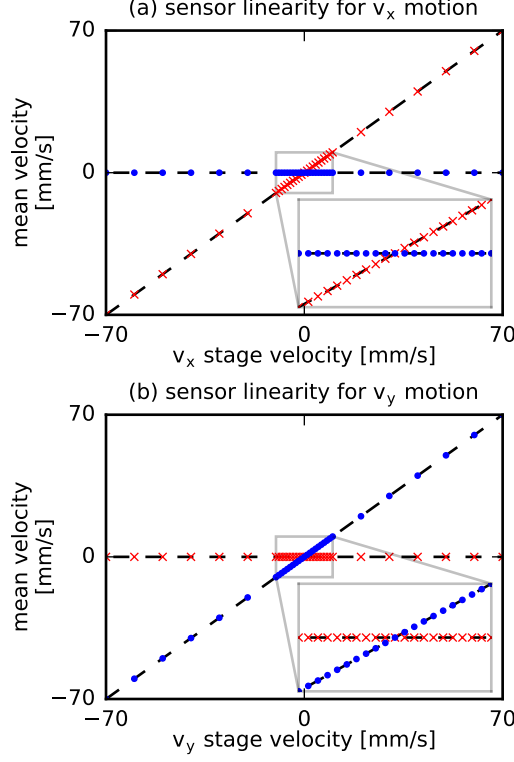 (a) sensor linearity for vx motion
70
0
−70
mean velocity
[mm/s]
−70 0 70
vx stage velocity [mm/s]
(b) sensor linearity for vy motion
70
0
−70
mean velocity
[mm/s]
−70 0 70
vy stage velocity [mm/s]